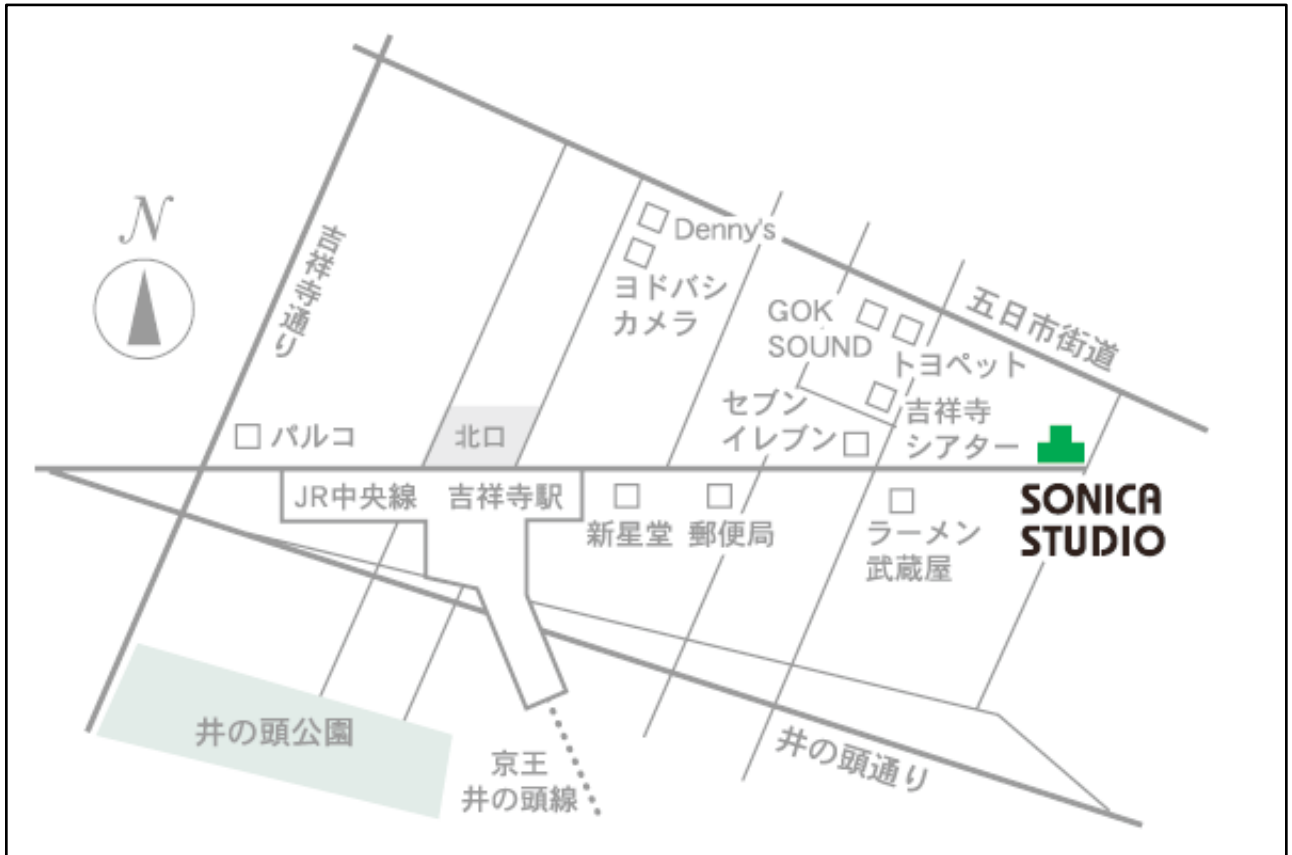 N
吉祥寺通り
Denny's
ヨドバシ
カメラ
GOK
SOUND
トヨペット
五日市街道
セブン
イレブン
吉祥寺
シアター
パルコ
北口
JR中央線
吉祥寺駅
新星堂
郵便局
ラーメン
武蔵屋
SONICA
STUDIO
井の頭公園
京王
井の頭線
井の頭通り